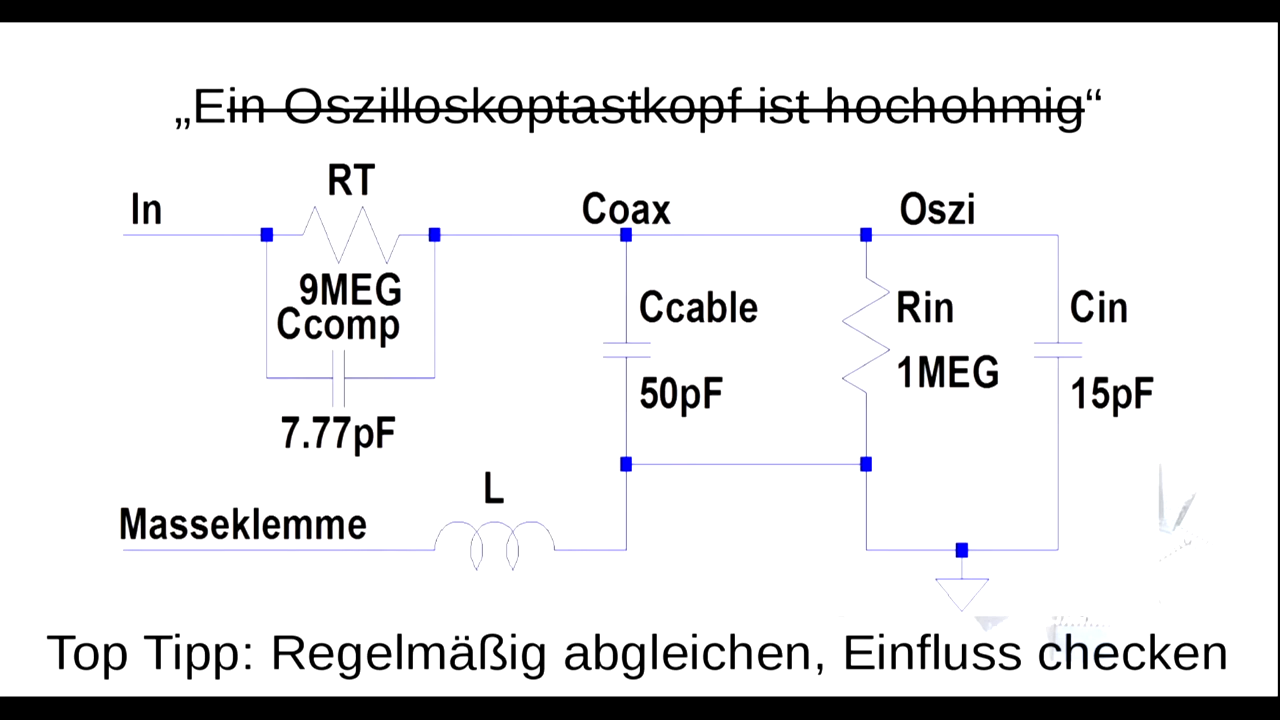 „Ein Oszilloskoptastkopf ist hochohmig“
RT
In
Coax
Oszi
9MEG
Ccomp
7.77pF
Ccable
50pF
Rin
1MEG
Cin
15pF
L
Masseklemme
Top Tipp: Regelmäßig abgleichen, Einfluss checken